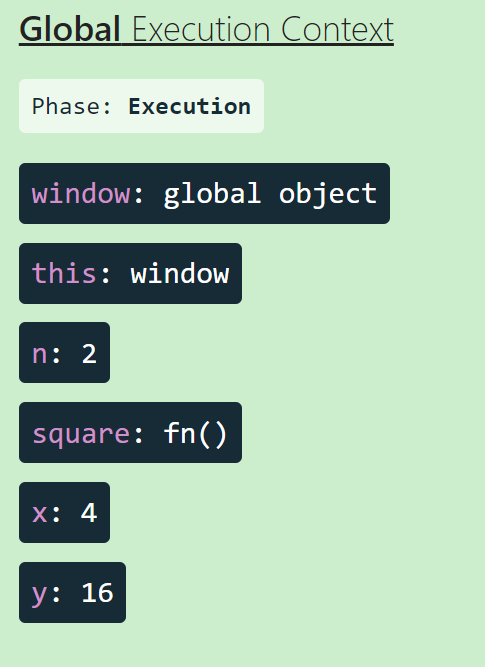 Global Execution Context
Phase: Execution
window: global object
this: window
n: 2
square: fn()
x: 4
y: 16